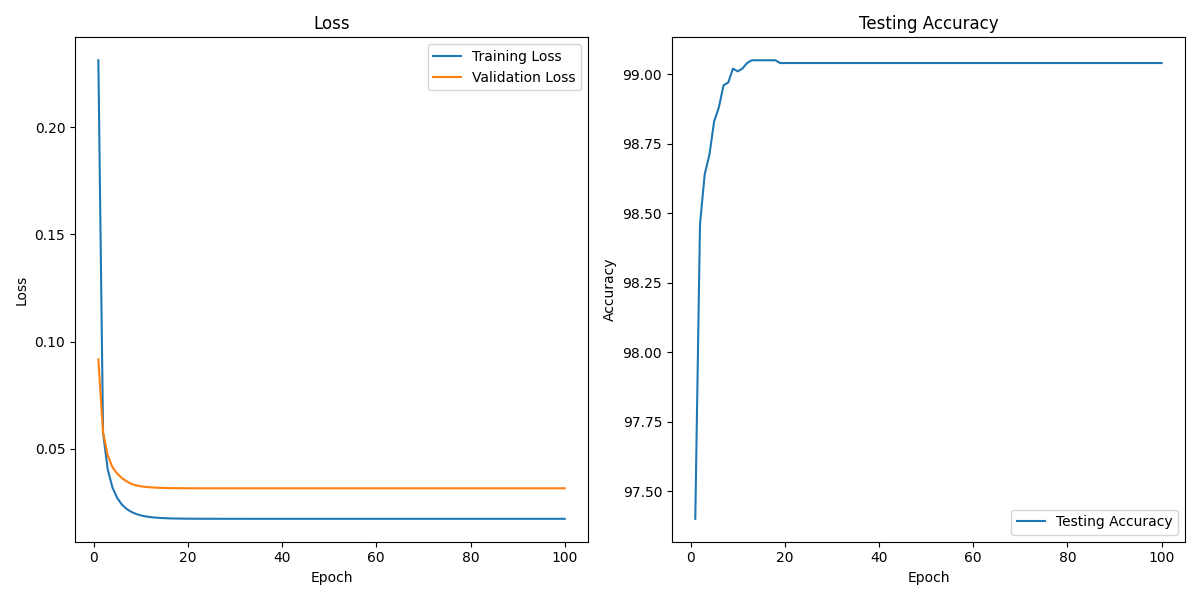 Loss
Training Loss
Validation Loss
0.20
0.15
0.10
0.05
Loss
0 20 40 60 80 100
Epoch
Testing Accuracy
99.00
98.75
98.50
98.25
98.00
97.75
97.50
Accuracy
Testing Accuracy
0 20 40 60 80 100
Epoch